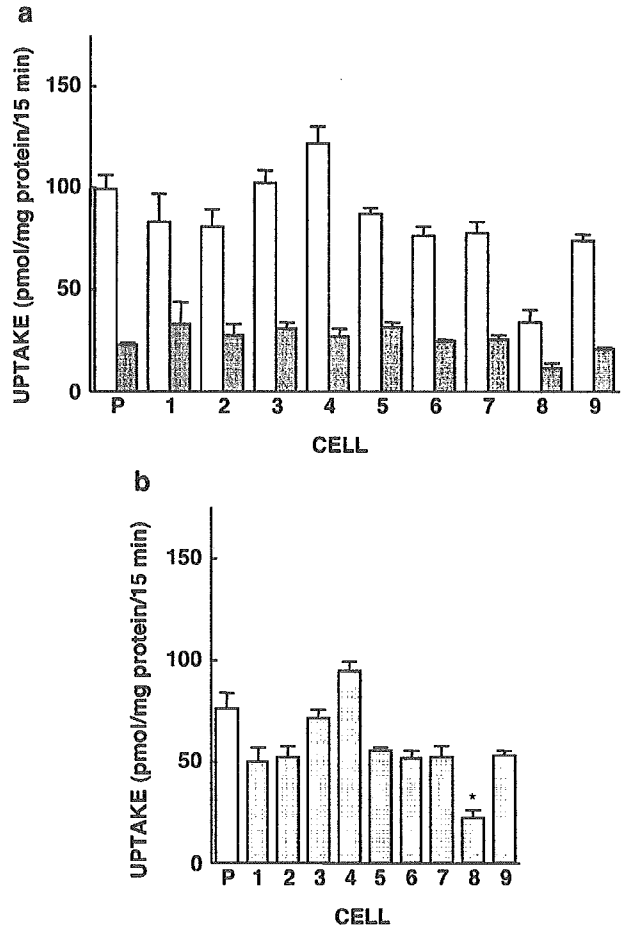 a
UPTAKE (pmol/mg protein/15 min)
150
100
50
0
P 1 2 3 4 5 6 7 8 9
CELL
b
UPTAKE (pmol/mg protein/15 min)
150
100
50
0
*
P 1 2 3 4 5 6 7 8 9
CELL